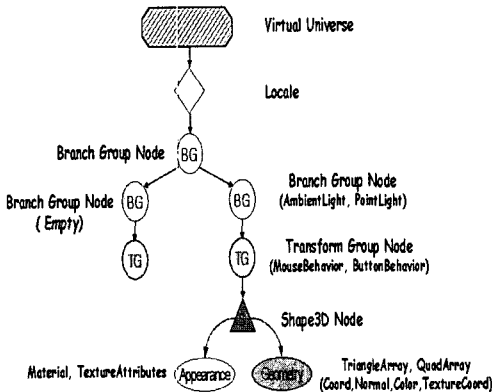 Virtual Universe
Locale
Branch Group Node
BG
Branch Group Node
( Empty)
BG
BG
Branch Group Node
(AmbientLight, PointLight)
TG
TG
Transform Group Node
(MouseBehavior, ButtonBehavior)
Shape3D Node
Material, TextureAttributes
Appearance
Geometry
TriangleArray, QuadArray
(Coord,Normal,Color,TextureCoord)